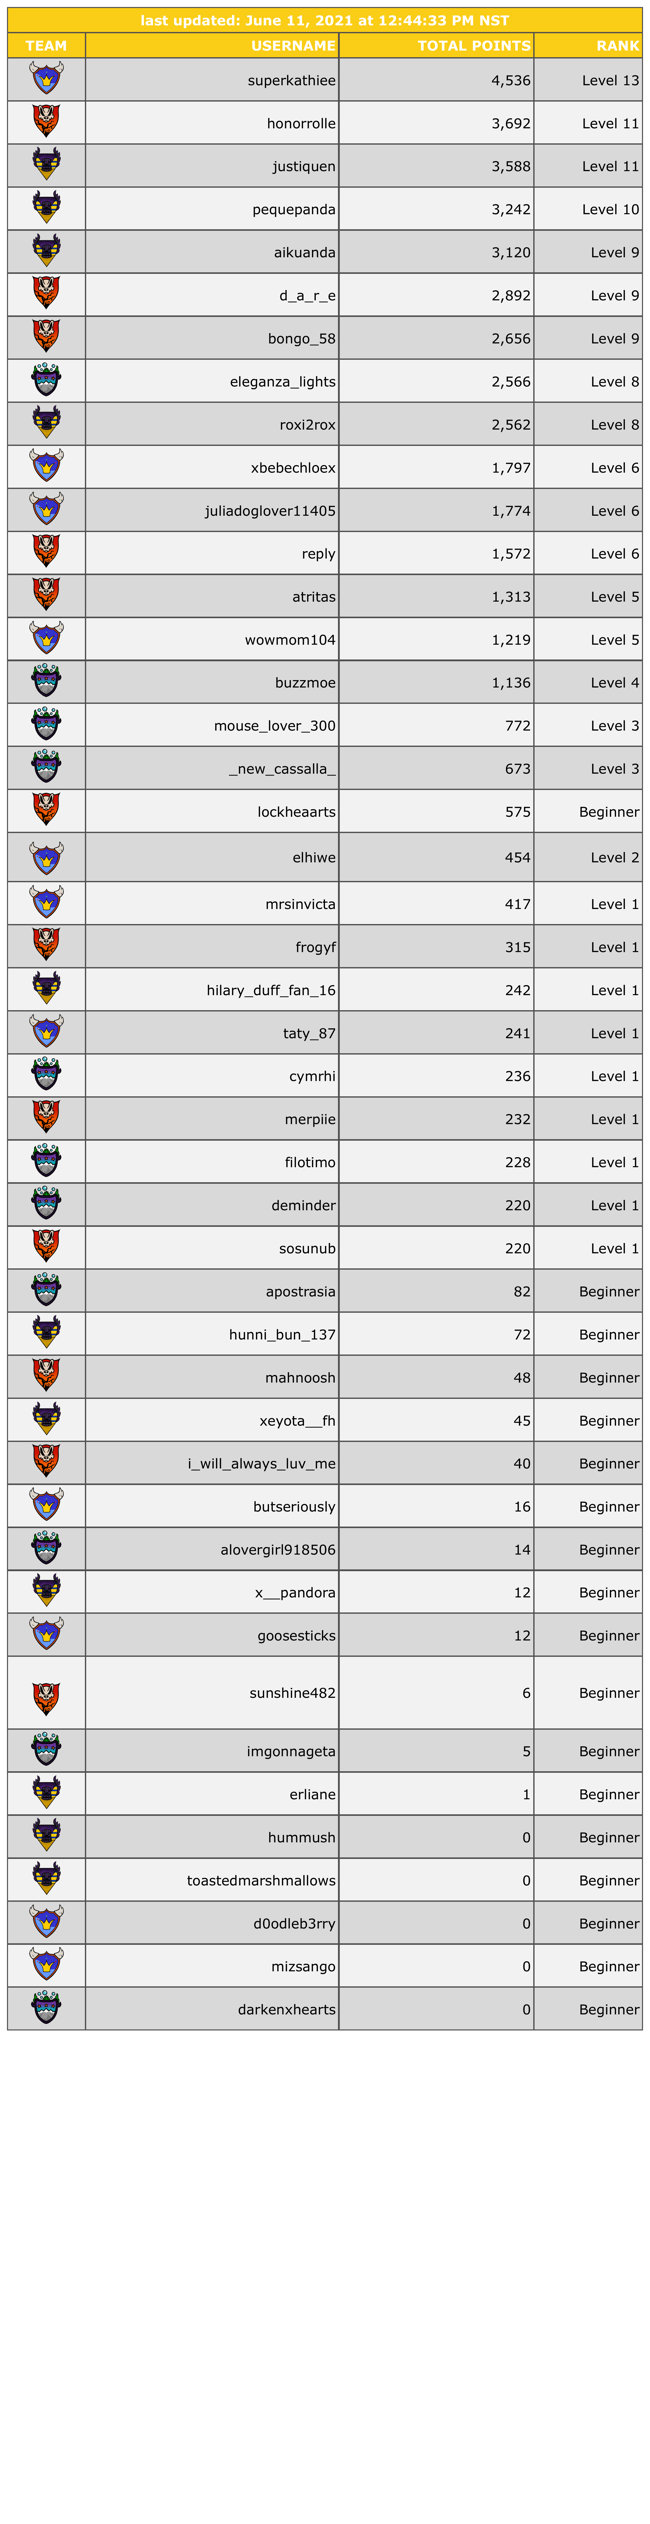 last updated: June 11, 2021 at 12:44:33 PM NST
TEAM USERNAME TOTAL POINTS RANK
superkathiee 4,536 Level 13
honorrolle 3,692 Level 11
justiquen 3,588 Level 11
pequepanda 3,242 Level 10
aikuanda 3,120 Level 9
d_a_r_e 2,892 Level 9
bongo_58 2,656 Level 9
eleganza_lights 2,566 Level 8
roxi2rox 2,562 Level 8
xbebechloex 1,797 Level 6
juliadoglover11405 1,774 Level 6
reply 1,572 Level 6
atritas 1,313 Level 5
wowmom104 1,219 Level 5
buzzmoe 1,136 Level 4
mouse_lover_300 772 Level 3
_new_cassalla_ 673 Level 3
lockheaarts 575 Beginner
elhiwe 454 Level 2
mrsinvicta 417 Level 1
frogyf 315 Level 1
hilary_duff_fan_16 242 Level 1
taty_87 241 Level 1
cymrhi 236 Level 1
merpiie 232 Level 1
filotimo 228 Level 1
deminder 220 Level 1
sosunub 220 Level 1
apostrasia 82 Beginner
hunni_bun_137 72 Beginner
mahnoosh 48 Beginner
xeyota__fh 45 Beginner
i_will_always_luv_me 40 Beginner
butseriously 16 Beginner
alovergirl918506 14 Beginner
x__pandora 12 Beginner
goosesticks 12 Beginner
sunshine482 6 Beginner
imgonnageta 5 Beginner
erliane 1 Beginner
hummush 0 Beginner
toastedmarshmallows 0 Beginner
d0odleb3rry 0 Beginner
mizsango 0 Beginner
darkenxhearts 0 Beginner